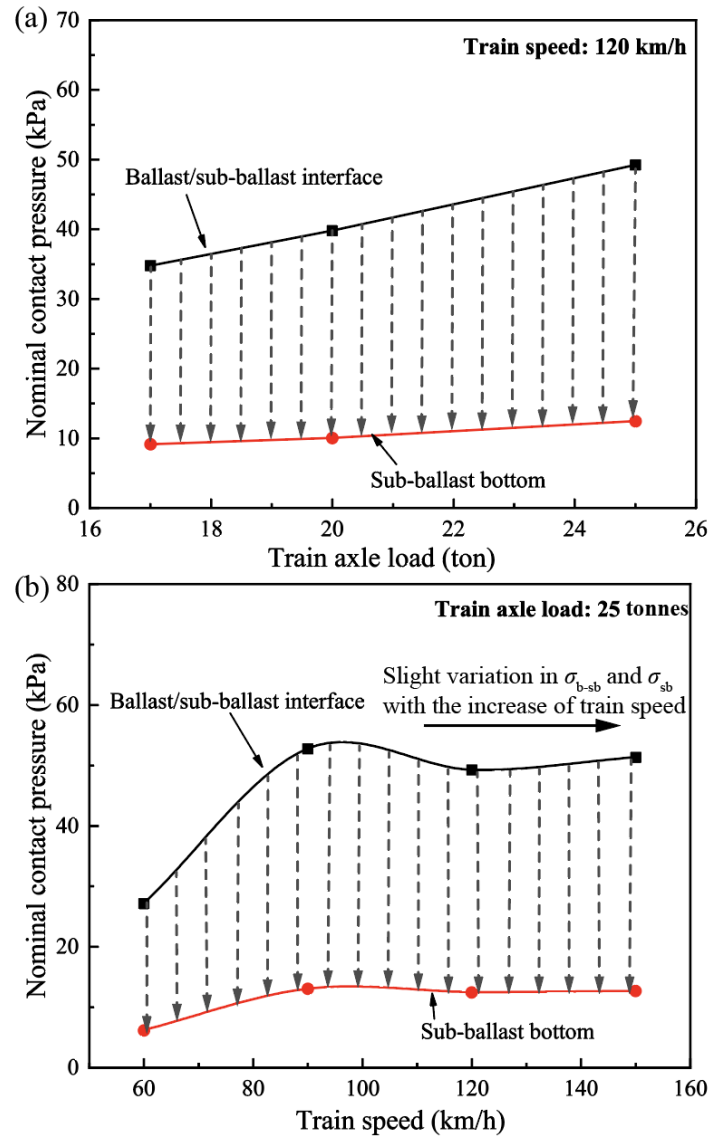 (a)
Train speed: 120 km/h
Nominal contact pressure (kPa)
70
60
50
40
30
20
10
0
Ballast/sub-ballast interface
Sub-ballast bottom
16 18 20 22 24 26
Train axle load (ton)
(b)
Train axle load: 25 tonnes
Nominal contact pressure (kPa)
80
60
40
20
0
Slight variation in σb-sb and σsb
with the increase of train speed
Ballast/sub-ballast interface
Sub-ballast bottom
60 80 100 120 140 160
Train speed (km/h)